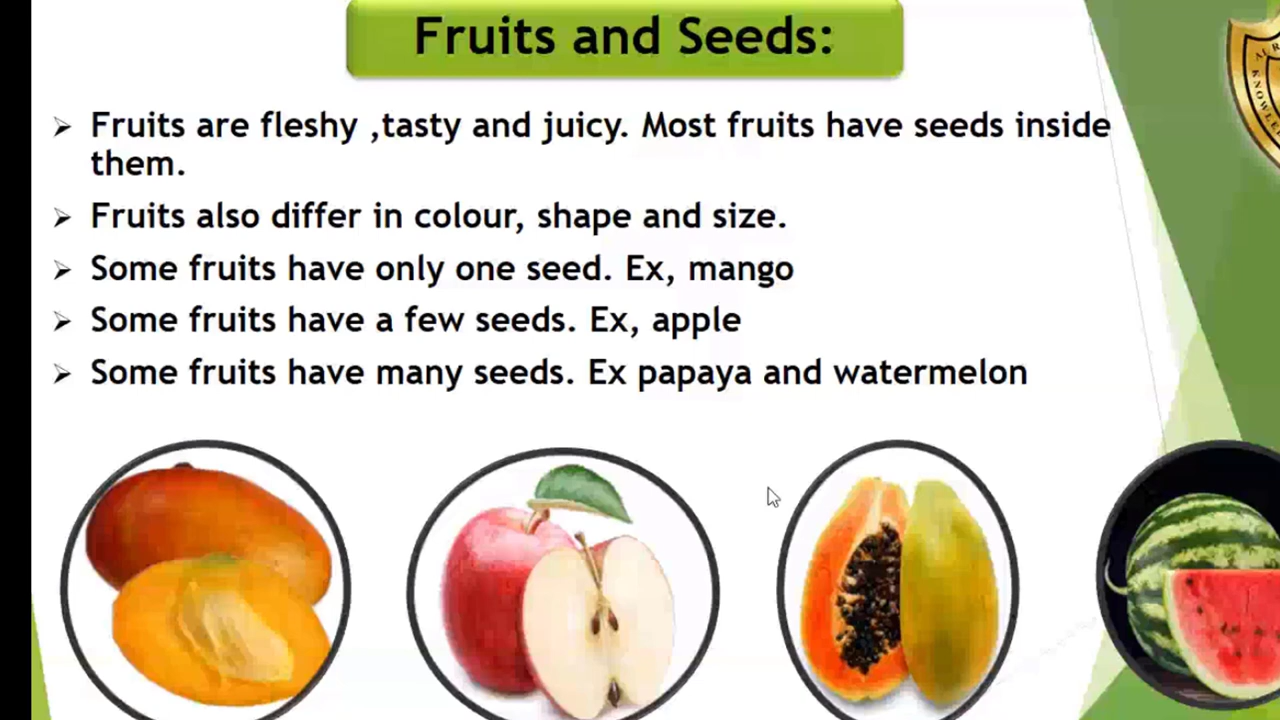 Fruits and Seeds:
Fruits are fleshy ,tasty and juicy. Most fruits have seeds inside
them.
Fruits also differ in colour, shape and size.
Some fruits have only one seed. Ex, mango
Some fruits have a few seeds. Ex, apple
Some fruits have many seeds. Ex papaya and watermelon